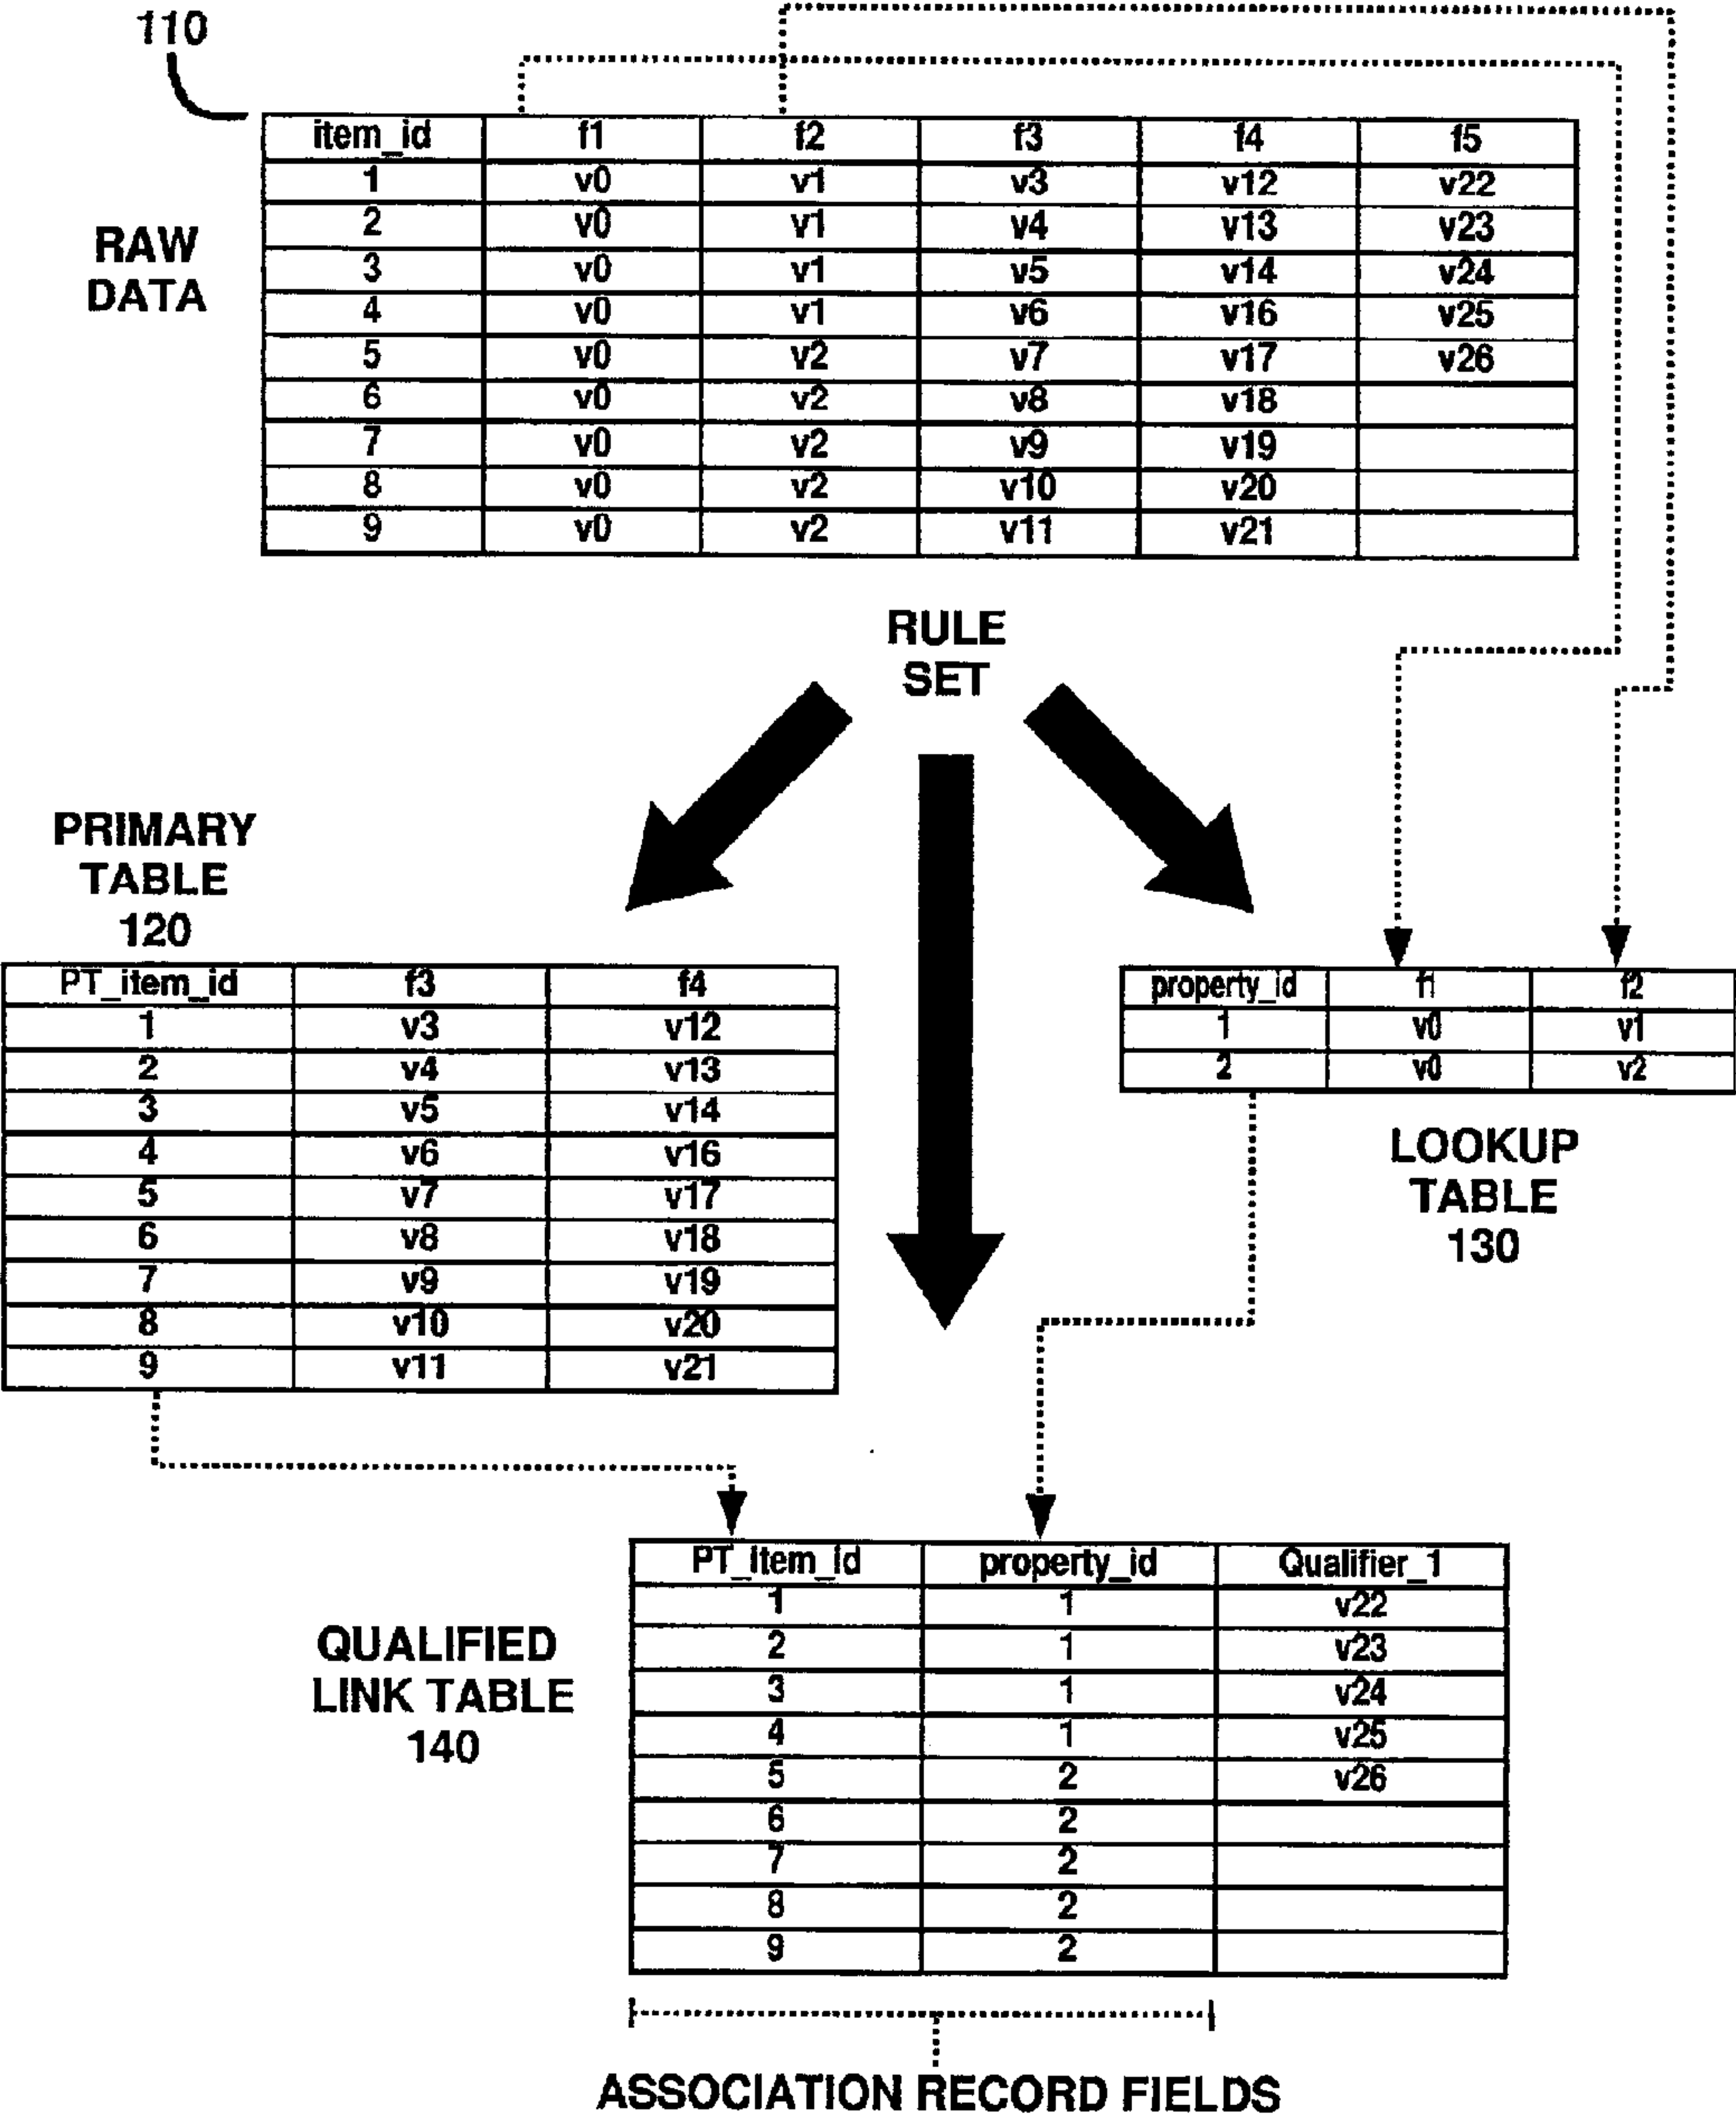 110
item_id f1 f2 f3 f4 f5
1 v0 v1 v3 v12 v22
2 v0 v1 v4 v13 v23
3 v0 v1 v5 v14 v24
4 v0 v1 v6 v16 v25
5 v0 v2 v7 v17 v26
6 v0 v2 v8 v18
7 v0 v2 v9 v19
8 v0 v2 v10 v20
9 v0 v2 v11 v21
RAW
DATA
RULE
SET
PRIMARY
TABLE
120
PT_item_id f3 f4
1 v3 v12
2 v4 v13
3 v5 v14
4 v6 v16
5 v7 v17
6 v8 v18
7 v9 v19
8 v10 v20
9 v11 v21
property_id f1 f2
1 v0 v1
2 v0 v2
LOOKUP
TABLE
130
QUALIFIED
LINK TABLE
140
PT_item_id property_id Qualifier_1
1 1 v22
2 1 v23
3 1 v24
4 1 v25
5 2 v26
6 2
7 2
8 2
9 2
ASSOCIATION RECORD FIELDS